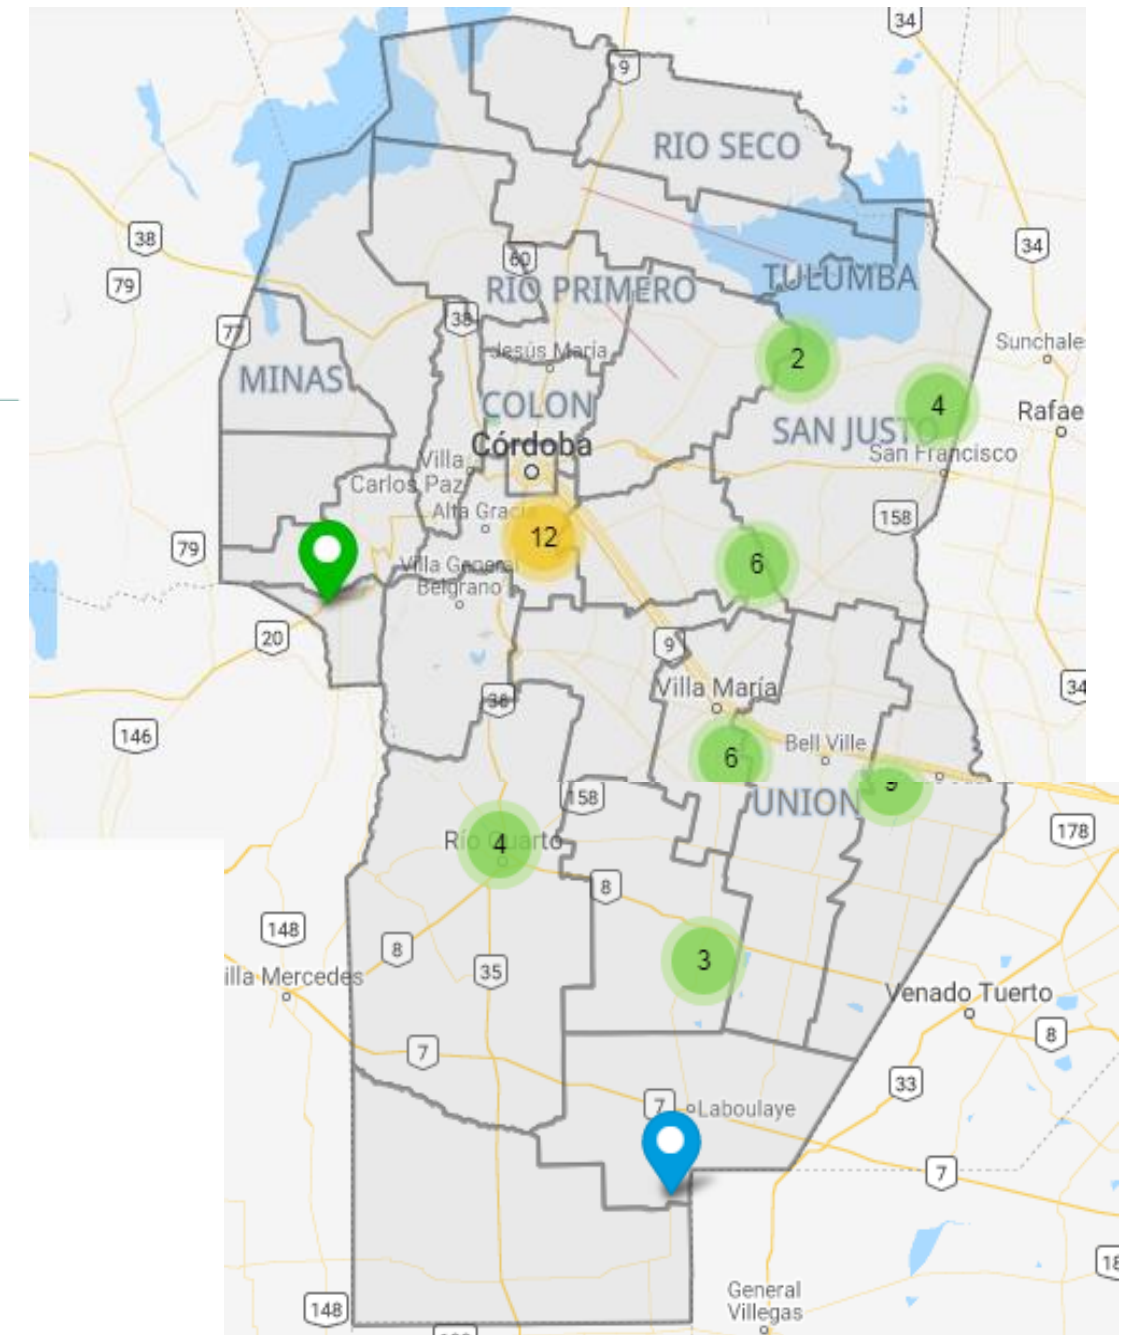 34
9
RIO SECO
38
34
60
79
TULUMBA
RIO PRIMERO
38
77
Sunchale
Jesús María
2
MINAS
4
COLON
Rafae
SAN JUSTO
Córdoba
San Francisco
Villa
Carlos Paz
Alta Gracia
158
12
79
6
Villa General
Belgrano
20
9
34
Villa María
146
Bell Ville
6
UNION
158
178
Río Cuarto
4
8
148
8
3
35
illa Mercedes
Venado Tuerto
8
7
33
7
Laboulaye
7
18
General
Villegas
148